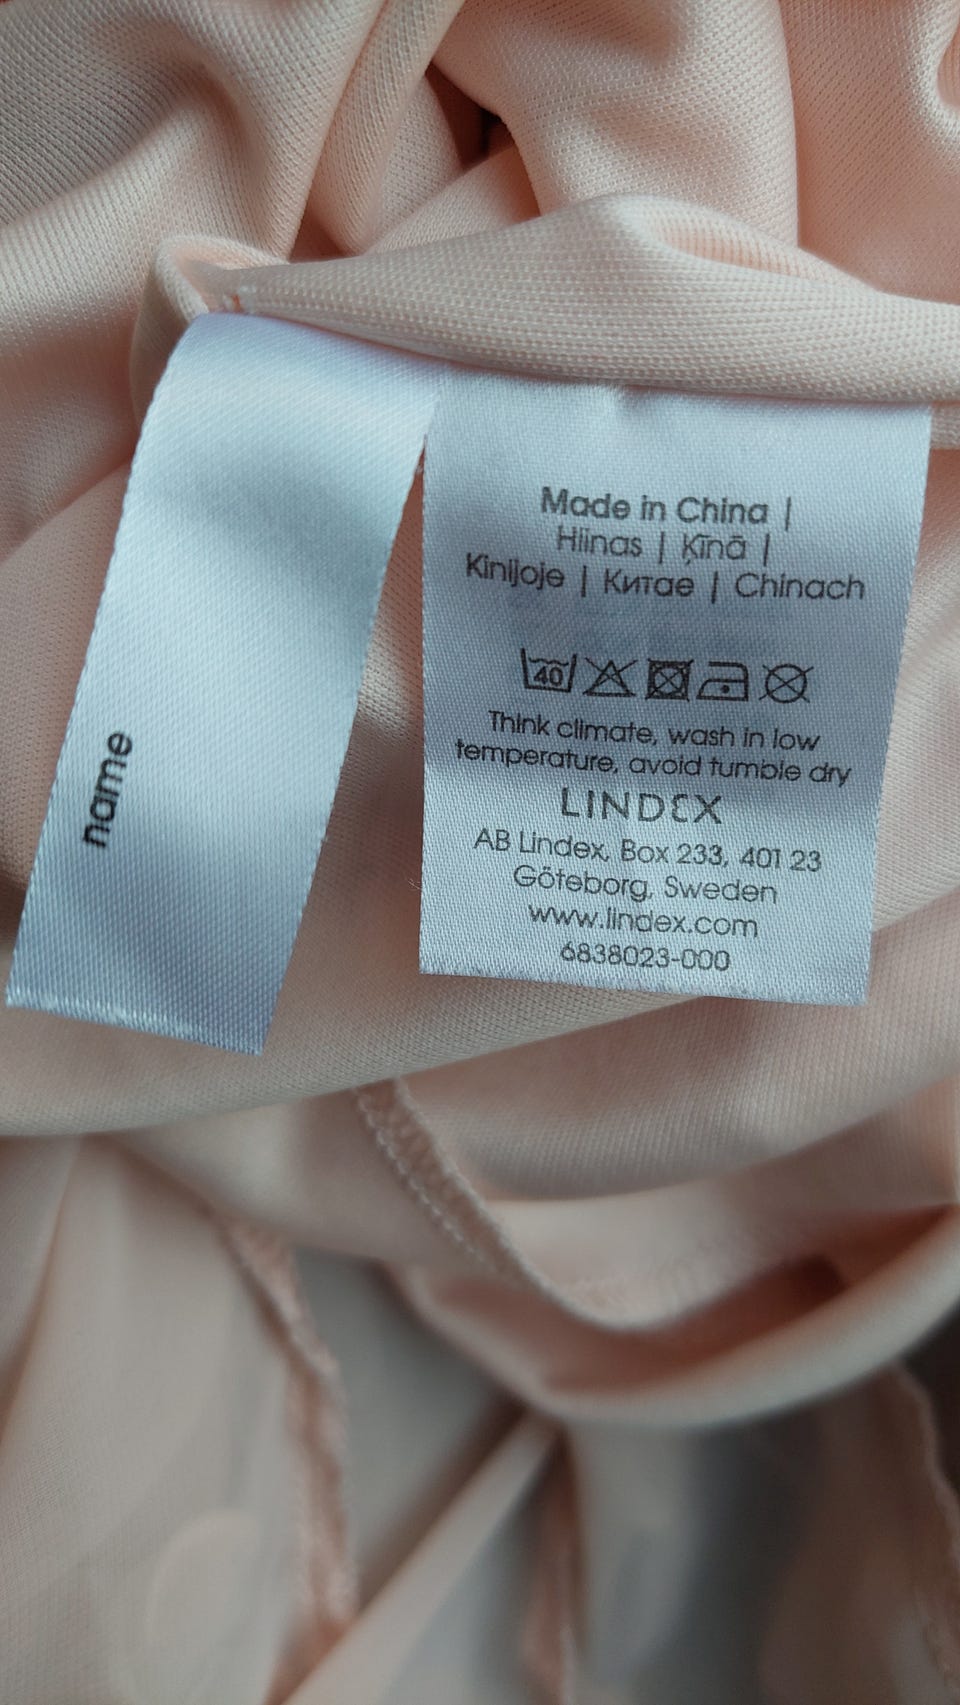 name
Made in China |
Hiinas | Ķīnā |
Kinijoje | Китае | Chinach
40
Think climate, wash in low
temperature, avoid tumble dry
LINDEX
AB Lindex, Box 233, 401 23
Göteborg, Sweden
www.lindex.com
6838023-000